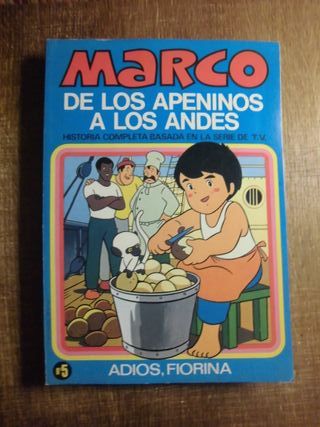 MARCO
DE LOS APENINOS
A LOS ANDES
HISTORIA COMPLETA BASADA EN LA SERIE DE T.V.
#5
ADIOS, FIORINA